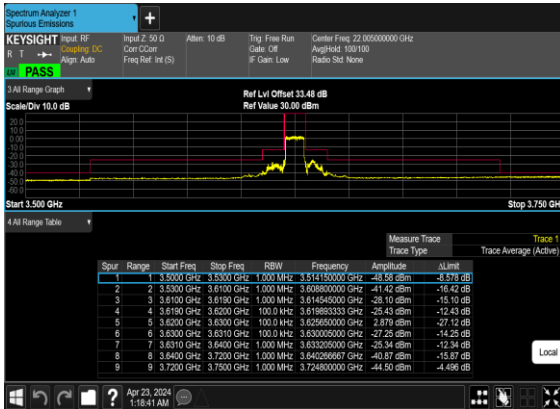 Spectrum Analyzer 1
Spurious Emissions
KEYSIGHT Input: RF Input Z: 50 Ω Atten: 10 dB Trig: Free Run Center Freq: 22.005000000 GHz
R T Coupling: DC Corr CCorr Gate: Off Avg|Hold: 100/100
Align: Auto Freq Ref: Int (S) IF Gain: Low Radio Std: None
PASS
3 All Range Graph Ref Lvl Offset 33.48 dB
Scale/Div 10.0 dB Ref Value 30.00 dBm
20.0
10.0
0.00
-10.0
-20.0
-30.0
-40.0
-50.0
-60.0
Start 3.500 GHz Stop 3.750 GH
4 All Range Table
Measure Trace Trace 1
Trace Type Trace Average (Active)
Spur Range Start Freq Stop Freq RBW Frequency Amplitude ΔLimit
1 1 3.5000 GHz 3.5300 GHz 1.000 MHz 3.514150000 GHz -48.58 dBm -8.578 dB
2 2 3.5300 GHz 3.6100 GHz 1.000 MHz 3.608800000 GHz -41.42 dBm -16.42 dB
3 3 3.6100 GHz 3.6190 GHz 1.000 MHz 3.614545000 GHz -28.10 dBm -15.10 dB
4 4 3.6190 GHz 3.6200 GHz 100.0 kHz 3.619893333 GHz -25.43 dBm -12.43 dB
5 5 3.6200 GHz 3.6300 GHz 100.0 kHz 3.625650000 GHz 2.879 dBm -27.12 dB
6 6 3.6300 GHz 3.6310 GHz 100.0 kHz 3.630005000 GHz -27.25 dBm -14.25 dB
7 7 3.6310 GHz 3.6400 GHz 1.000 MHz 3.633205000 GHz -25.34 dBm -12.34 dB
8 8 3.6400 GHz 3.7200 GHz 1.000 MHz 3.640266667 GHz -40.87 dBm -15.87 dB
9 9 3.7200 GHz 3.7500 GHz 1.000 MHz 3.724800000 GHz -44.50 dBm -4.496 dB
Local
Apr 23, 2024
1:18:41 AM